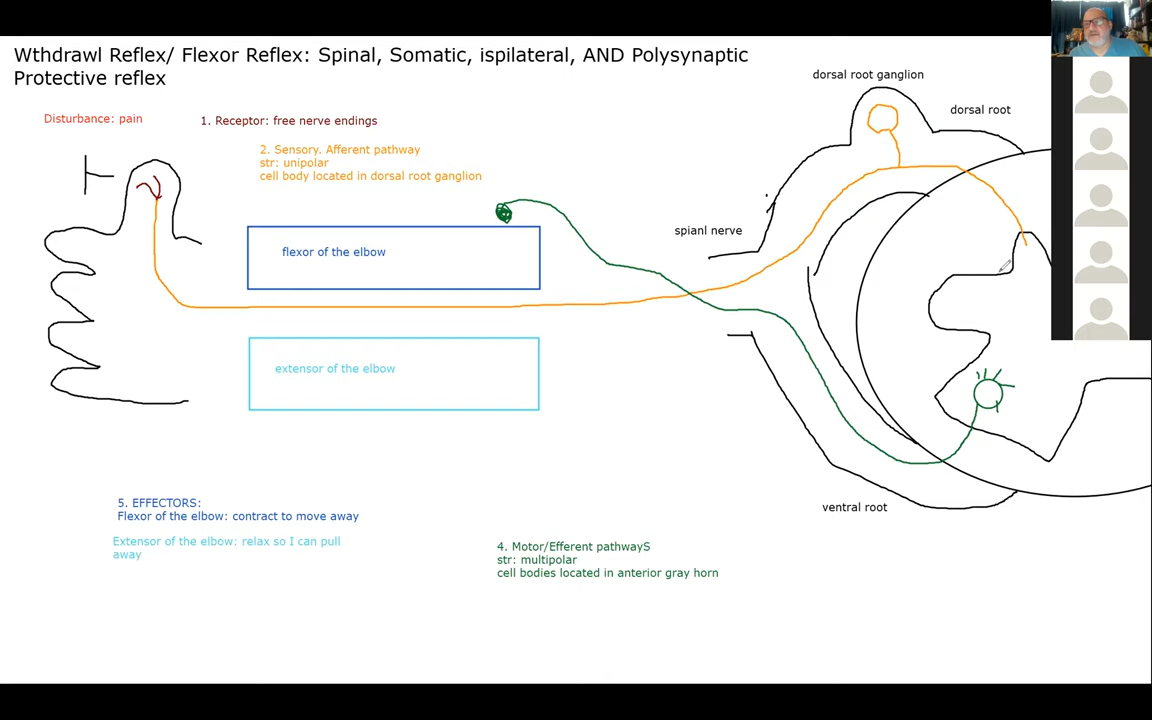 Wthdrawl Reflex/ Flexor Reflex: Spinal, Somatic, ispilateral, AND Polysynaptic
Protective reflex
dorsal root ganglion
dorsal root
Disturbance: pain
1. Receptor: free nerve endings
2. Sensory. Afferent pathway
str: unipolar
cell body located in dorsal root ganglion
spianl nerve
flexor of the elbow
extensor of the elbow
5. EFFECTORS:
Flexor of the elbow: contract to move away
Extensor of the elbow: relax so I can pull
away
ventral root
4. Motor/Efferent pathwayS
str: multipolar
cell bodies located in anterior gray horn